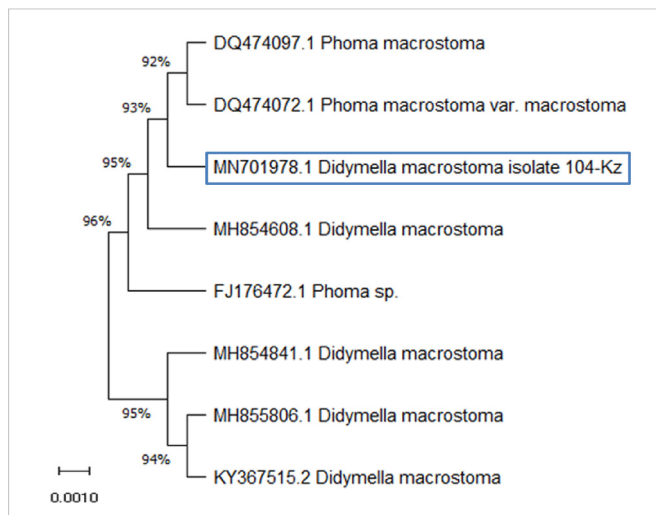 DQ474097.1 Phoma macrostoma
92%
DQ474072.1 Phoma macrostoma var. macrostoma
93%
MN701978.1 Didymella macrostoma isolate 104-Kz
95%
96%
MH854608.1 Didymella macrostoma
FJ176472.1 Phoma sp.
MH854841.1 Didymella macrostoma
95%
MH855806.1 Didymella macrostoma
94%
KY367515.2 Didymella macrostoma
0.0010